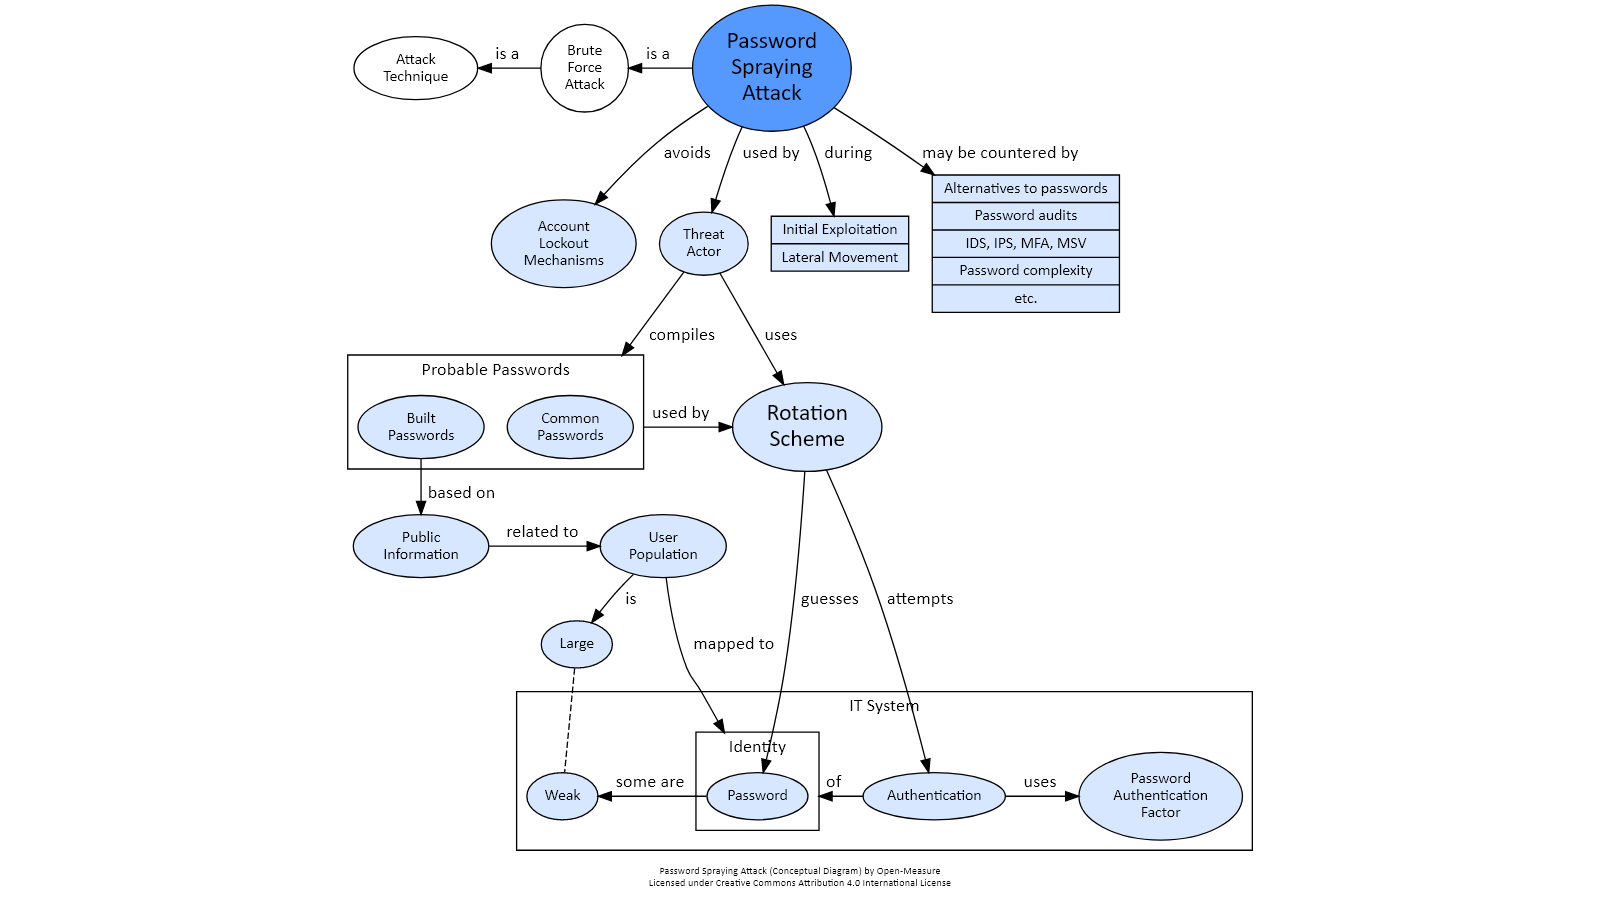 Password
Spraying
Attack
is a
Brute
Force
Attack
is a
Attack
Technique
avoids
used by
during
may be countered by
Account
Lockout
Mechanisms
Threat
Actor
Initial Exploitation
Lateral Movement
Alternatives to passwords
Password audits
IDS, IPS, MFA, MSV
Password complexity
etc.
compiles
uses
Probable Passwords
Built
Passwords
Common
Passwords
used by
Rotation
Scheme
based on
Public
Information
related to
User
Population
is
guesses
attempts
Large
mapped to
IT System
Identity
Weak
some are
Password
of
Authentication
uses
Password
Authentication
Factor
Password Spraying Attack (Conceptual Diagram) by Open-Measure
Licensed under Creative Commons Attribution 4.0 International License